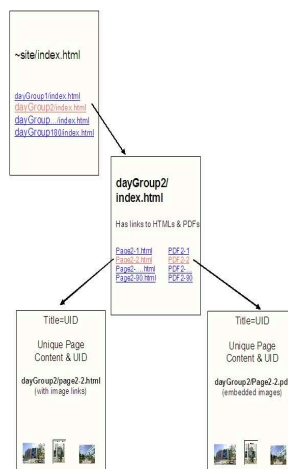 ~site/index.html
dayGroup1/index.html
dayGroup2/index.html
dayGroup.../index.html
dayGroup180/index.html
dayGroup2/
index.html
Has links to HTMLs & PDFs
Page2-1.html PDF2-1
Page2-2.html PDF2-2
Page2-....html PDF2-...
Page2-90.html PDF2-90
Title=UID
Unique Page
Content & UID
dayGroup2/page2-2.html
(with image links)
Title=UID
Unique Page
Content & UID
dayGroup2/Page2-2.pd
(embedded images)